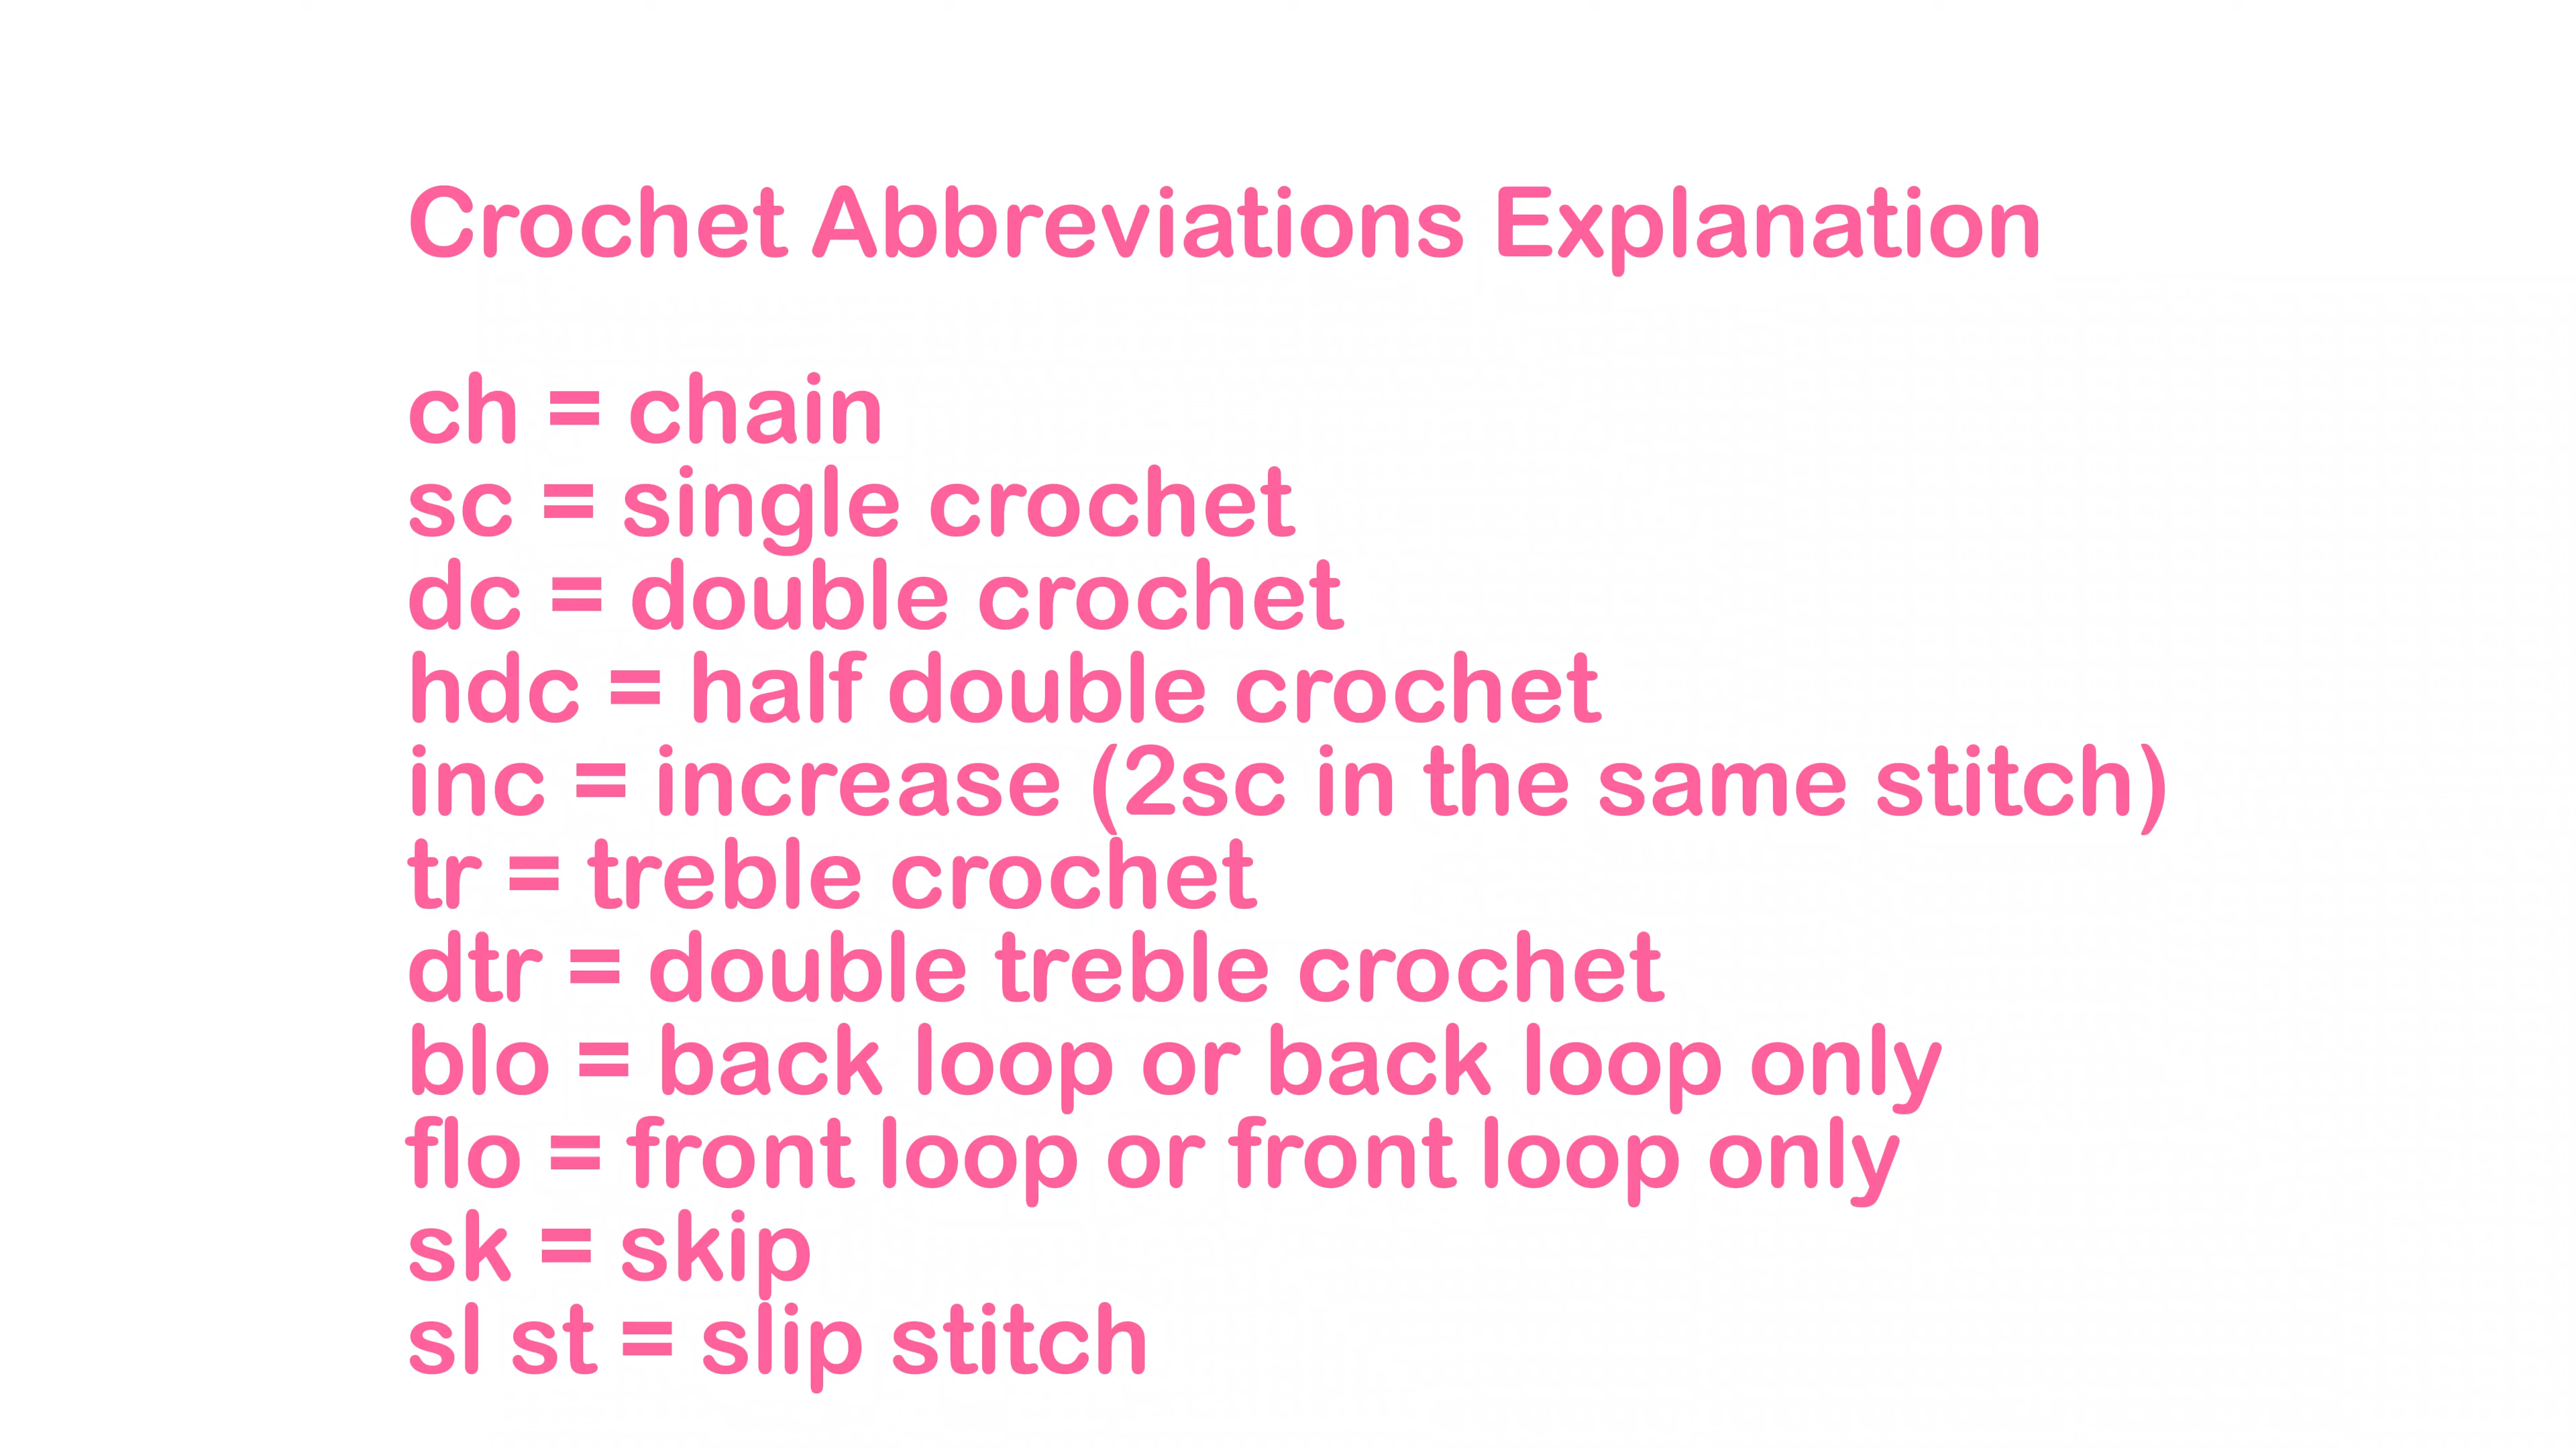 Crochet Abbreviations Explanation
ch = chain
sc = single crochet
dc = double crochet
hdc = half double crochet
inc = increase (2sc in the same stitch)
tr = treble crochet
dtr = double treble crochet
blo = back loop or back loop only
flo = front loop or front loop only
sk = skip
sl st = slip stitch